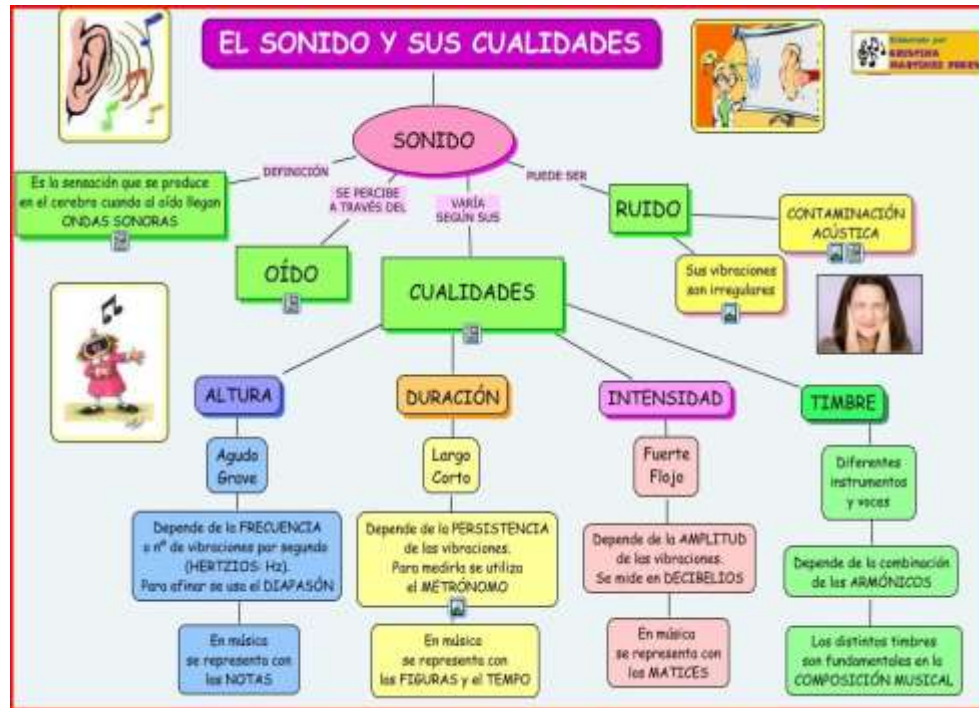 EL SONIDO Y SUS CUALIDADES
Elaborado por
CRISTINA
MARTÍNEZ
SONIDO
DEFINICIÓN
Es la sensación que se produce
en el cerebro cuando al oído llegan
ONDAS SONORAS
SE PERCIBE
A TRAVÉS DEL
OÍDO
VARÍA
SEGÚN SUS
CUALIDADES
PUEDE SER
RUIDO
CONTAMINACIÓN
ACÚSTICA
Sus vibraciones
son irregulares
ALTURA
Agudo
Grave
Depende de la FRECUENCIA
o nº de vibraciones por segundo
(HERTZIOS: Hz).
Para afinar se usa el DIAPASÓN
En música
se representa con
las NOTAS
DURACIÓN
Largo
Corto
Depende de la PERSISTENCIA
de las vibraciones.
Para medirla se utiliza
el METRÓNOMO
En música
se representa con
las FIGURAS y el TEMPO
INTENSIDAD
Fuerte
Flojo
Depende de la AMPLITUD
de las vibraciones.
Se mide en DECIBELIOS
En música
se representa con
los MATICES
TIMBRE
Diferentes
instrumentos
y voces
Depende de la combinación
de los ARMÓNICOS
Los distintos timbres
son fundamentales en la
COMPOSICIÓN MUSICAL